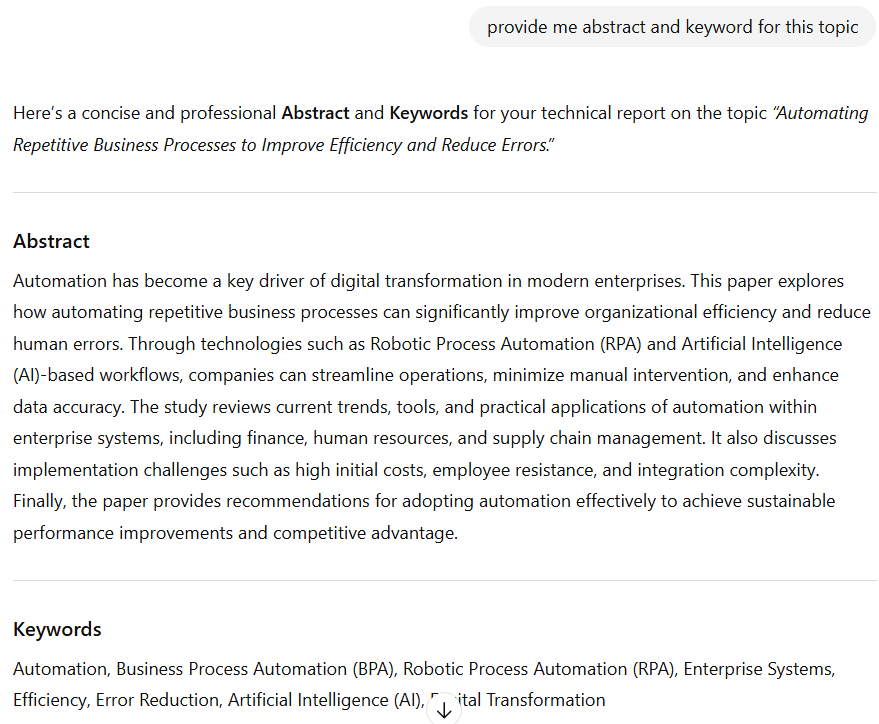 provide me abstract and keyword for this topic
Here's a concise and professional Abstract and Keywords for your technical report on the topic “Automating
Repetitive Business Processes to Improve Efficiency and Reduce Errors.”
Abstract
Automation has become a key driver of digital transformation in modern enterprises. This paper explores
how automating repetitive business processes can significantly improve organizational efficiency and reduce
human errors. Through technologies such as Robotic Process Automation (RPA) and Artificial Intelligence
(AI)-based workflows, companies can streamline operations, minimize manual intervention, and enhance
data accuracy. The study reviews current trends, tools, and practical applications of automation within
enterprise systems, including finance, human resources, and supply chain management. It also discusses
implementation challenges such as high initial costs, employee resistance, and integration complexity.
Finally, the paper provides recommendations for adopting automation effectively to achieve sustainable
performance improvements and competitive advantage.
Keywords
Automation, Business Process Automation (BPA), Robotic Process Automation (RPA), Enterprise Systems,
Efficiency, Error Reduction, Artificial Intelligence (AI), Digital Transformation